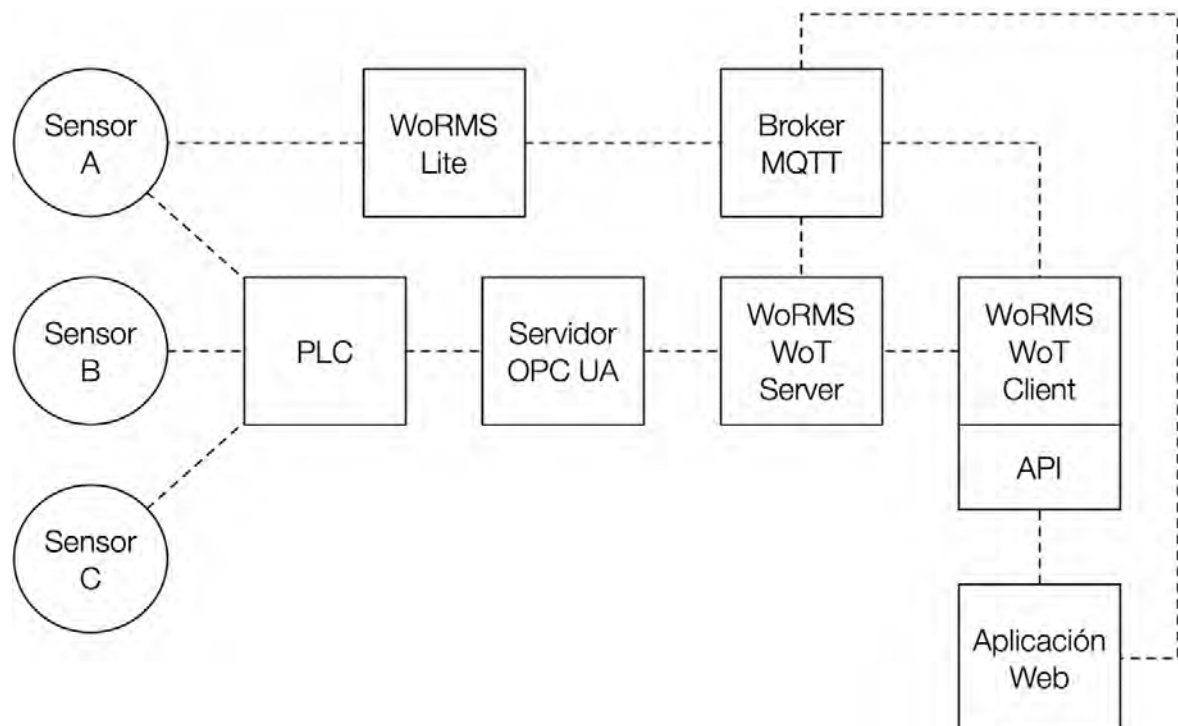 Sensor
A
WoRMS
Lite
Broker
MQTT
Sensor
B
PLC
Servidor
OPC UA
WoRMS
WoT
Server
WoRMS
WoT
Client
API
Sensor
C
Aplicación
Web